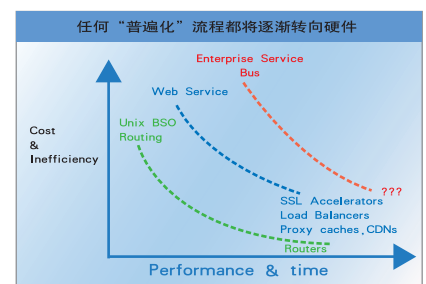 任何“普遍化”流程都将逐渐转向硬件
Enterprise Service
Bus
Web Service
Unix BSO
Routing
Cost
&
Inefficiency
???
SSL Accelerators
Load Balancers
Proxy caches,CDNs
Routers
Performance & time